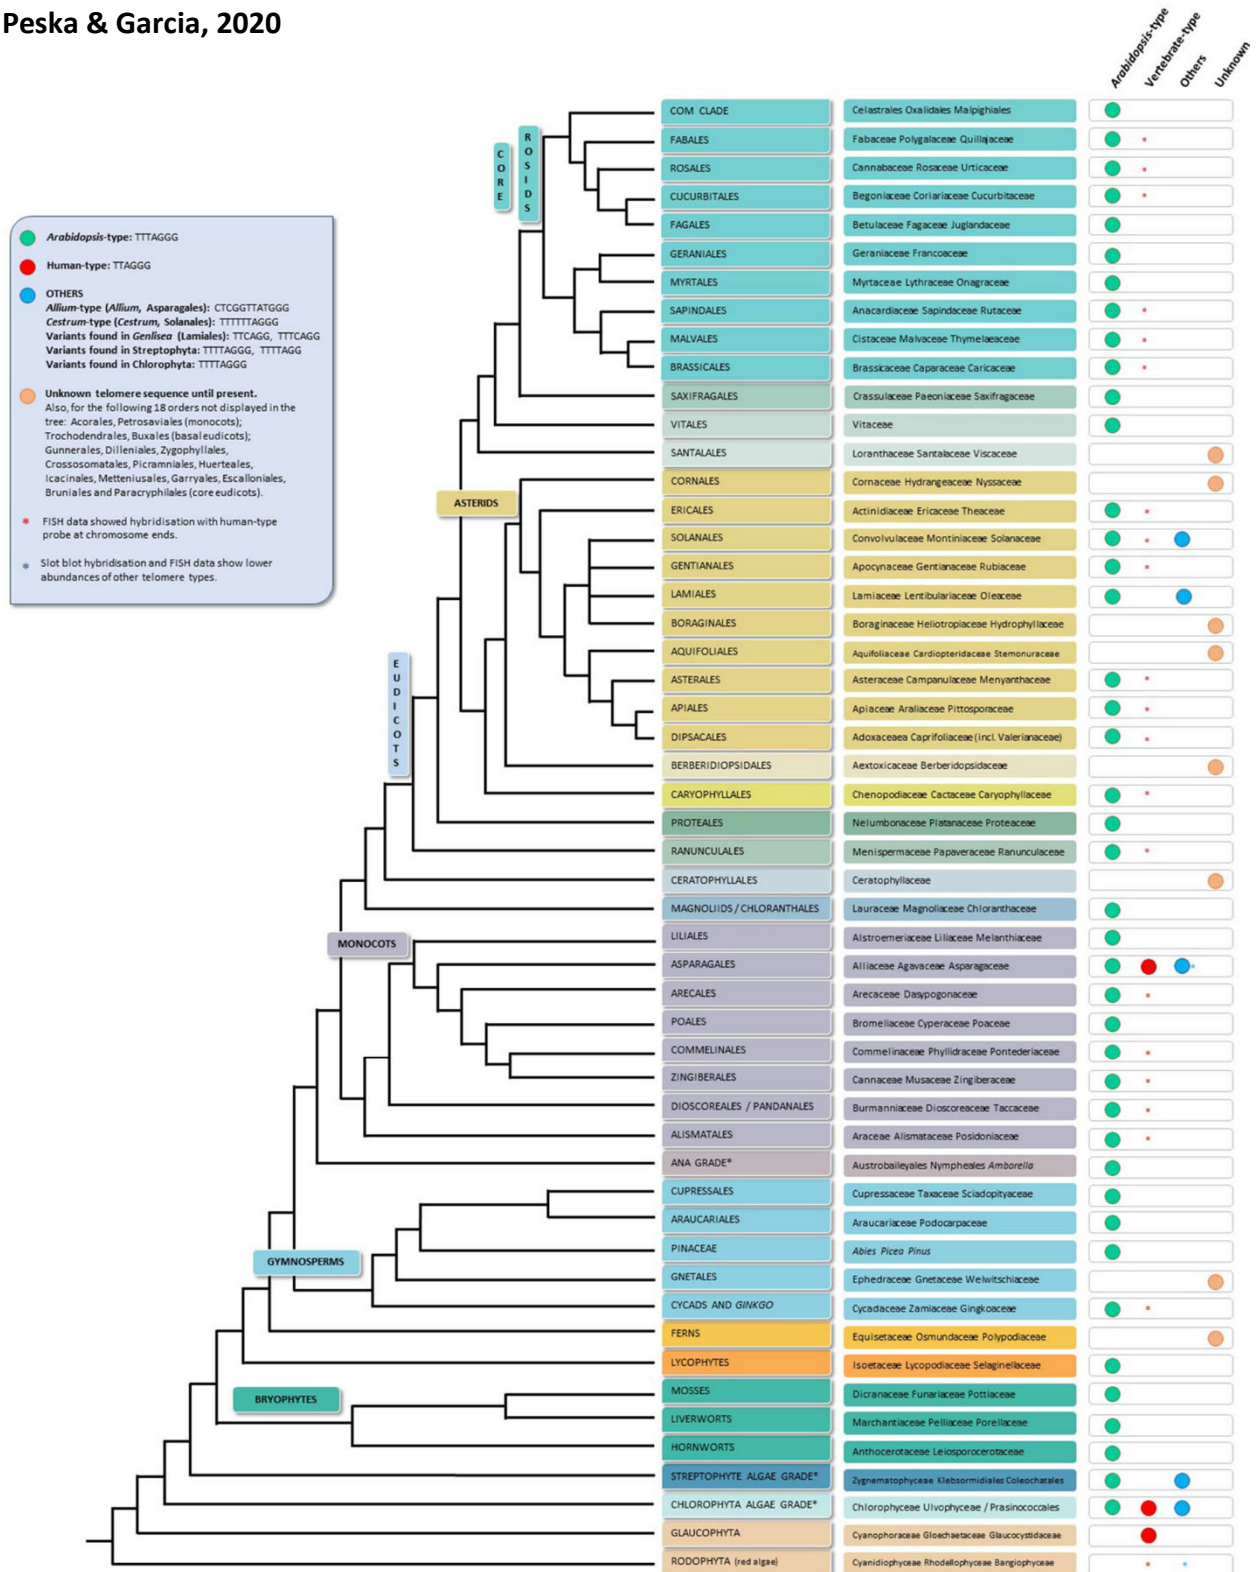 Peska & Garcia, 2020
Arabidopsis-type
Vertebrate-type
Others
Unknown
Arabidopsis-type: TTTAGGG
Human-type: TTAGGG
OTHERS
Allium-type (Allium, Asparagales): CTCGGTTATGGG
Cestrum-type (Cestrum, Solanales): TTTTTTAGGG
Variants found in Genlisea (Lamiales): TTCAGG, TTTCAGG
Variants found in Streptophyta: TTTTAGGG, TTTTAGG
Variants found in Chlorophyta: TTTTAGGG
Unknown telomere sequence until present.
Also, for the following 18 orders not displayed in the
tree: Acorales, Petrosaviales (monocots);
Trochodendrales, Buxales (basal eudicots);
Gunnerales, Dilleniales, Zygophyllales,
Crossosomatales, Picramniales, Huerteales,
Icacinales, Metteniusales, Garryales, Escalloniales,
Bruniales and Paracryphilales (core eudicots).
* FISH data showed hybridisation with human-type
probe at chromosome ends.
* Slot blot hybridisation and FISH data show lower
abundances of other telomere types.
CORE
ROSIDS
ASTERIDS
EUDICOTS
MONOCOTS
GYMNOSPERMS
BRYOPHYTES
COM CLADE Celastrales Oxalidales Malpighiales
FABALES Fabaceae Polygalaceae Quillajaceae *
ROSALES Cannabaceae Rosaceae Urticaceae *
CUCURBITALES Begoniaceae Coriariaceae Cucurbitaceae *
FAGALES Betulaceae Fagaceae Juglandaceae
GERANIALES Geraniaceae Francoaceae
MYRTALES Myrtaceae Lythraceae Onagraceae
SAPINDALES Anacardiaceae Sapindaceae Rutaceae *
MALVALES Cistaceae Malvaceae Thymelaeaceae *
BRASSICALES Brassicaceae Caparaceae Caricaceae *
SAXIFRAGALES Crassulaceae Paeoniaceae Saxifragaceae
VITALES Vitaceae
SANTALALES Loranthaceae Santalaceae Viscaceae
CORNALES Cornaceae Hydrangeaceae Nyssaceae
ERICALES Actinidiaceae Ericaceae Theaceae *
SOLANALES Convolvulaceae Montiniaceae Solanaceae *
GENTIANALES Apocynaceae Gentianaceae Rubiaceae *
LAMIALES Lamiaceae Lentibulariaceae Oleaceae
BORAGINALES Boraginaceae Heliotropiaceae Hydrophyllaceae
AQUIFOLIALES Aquifoliaceae Cardiopteridaceae Stemonuraceae
ASTERALES Asteraceae Campanulaceae Menyanthaceae *
APIALES Apiaceae Araliaceae Pittosporaceae *
DIPSACALES Adoxaceaea Caprifoliaceae (incl. Valerianaceae) *
BERBERIDIOPSIDALES Aextoxicaceae Berberidopsidaceae
CARYOPHYLLALES Chenopodiaceae Cactaceae Caryophyllaceae *
PROTEALES Nelumbonaceae Platanaceae Proteaceae
RANUNCULALES Menispermaceae Papaveraceae Ranunculaceae *
CERATOPHYLLALES Ceratophyllaceae
MAGNOLIIDS / CHLORANTHALES Lauraceae Magnoliaceae Chloranthaceae
LILIALES Alstroemeriaceae Liliaceae Melanthiaceae
ASPARAGALES Alliaceae Agavaceae Asparagaceae *
ARECALES Arecaceae Dasypogonaceae *
POALES Bromeliaceae Cyperaceae Poaceae
COMMELINALES Commelinaceae Phyllidraceae Pontederiaceae *
ZINGIBERALES Cannaceae Musaceae Zingiberaceae *
DIOSCOREALES / PANDANALES Burmanniaceae Dioscoreaceae Taccaceae *
ALISMATALES Araceae Alismataceae Posidoniaceae *
ANA GRADE* Austrobaileyales Nympheales Amborella
CUPRESSALES Cupressaceae Taxaceae Sciadopityaceae
ARAUCARIALES Araucariaceae Podocarpaceae
PINACEAE Abies Picea Pinus
GNETALES Ephedraceae Gnetaceae Welwitschiaceae
CYCADS AND GINKGO Cycadaceae Zamiaceae Gingkoaceae *
FERNS Equisetaceae Osmundaceae Polypodiaceae
LYCOPHYTES Isoetaceae Lycopodiaceae Selaginellaceae
MOSSES Dicranaceae Funariaceae Pottiaceae
LIVERWORTS Marchantiaceae Pelliaceae Porellaceae
HORNWORTS Anthocerotaceae Leiosporocerotaceae
STREPTOPHYTE ALGAE GRADE* Zygnematophyceae Klebsormidiales Coleochatales
CHLOROPHYTA ALGAE GRADE* Chlorophyceae Ulvophyceae / Prasinococcales
GLAUCOPHYTA Cyanophoraceae Gloechaetaceae Glaucocystidaceae
RODOPHYTA (red algae) Cyanidiophyceae Rhodellophyceae Bangiophyceae * *